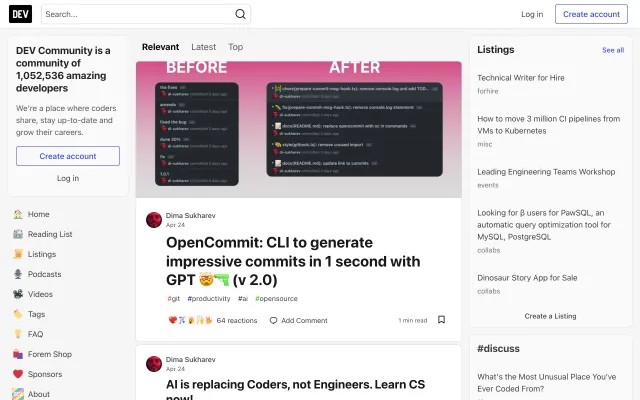 DEV
Search...
Log in
Create account
DEV Community is a
community of
1,052,536 amazing
developers
We're a place where coders
share, stay up-to-date and
grow their careers.
Create account
Log in
Home
Reading List
Listings
Podcasts
Videos
Tags
FAQ
Forem Shop
Sponsors
About
Relevant
Latest
Top
BEFORE
AFTER
Dima Sukharev
Apr 24
OpenCommit: CLI to generate
impressive commits in 1 second with
GPT 🤯🔫 (v 2.0)
#git #productivity #ai #opensource
64 reactions
Add Comment
1 min read
Dima Sukharev
Apr 24
AI is replacing Coders, not Engineers. Learn CS
now!
Listings
See all
Technical Writer for Hire
forhire
How to move 3 million CI pipelines from
VMs to Kubernetes
misc
Leading Engineering Teams Workshop
events
Looking for β users for PawSQL, an
automatic query optimization tool for
MySQL, PostgreSQL
collabs
Dinosaur Story App for Sale
collabs
Create a Listing
#discuss
What's the Most Unusual Place You've
Ever Coded From?